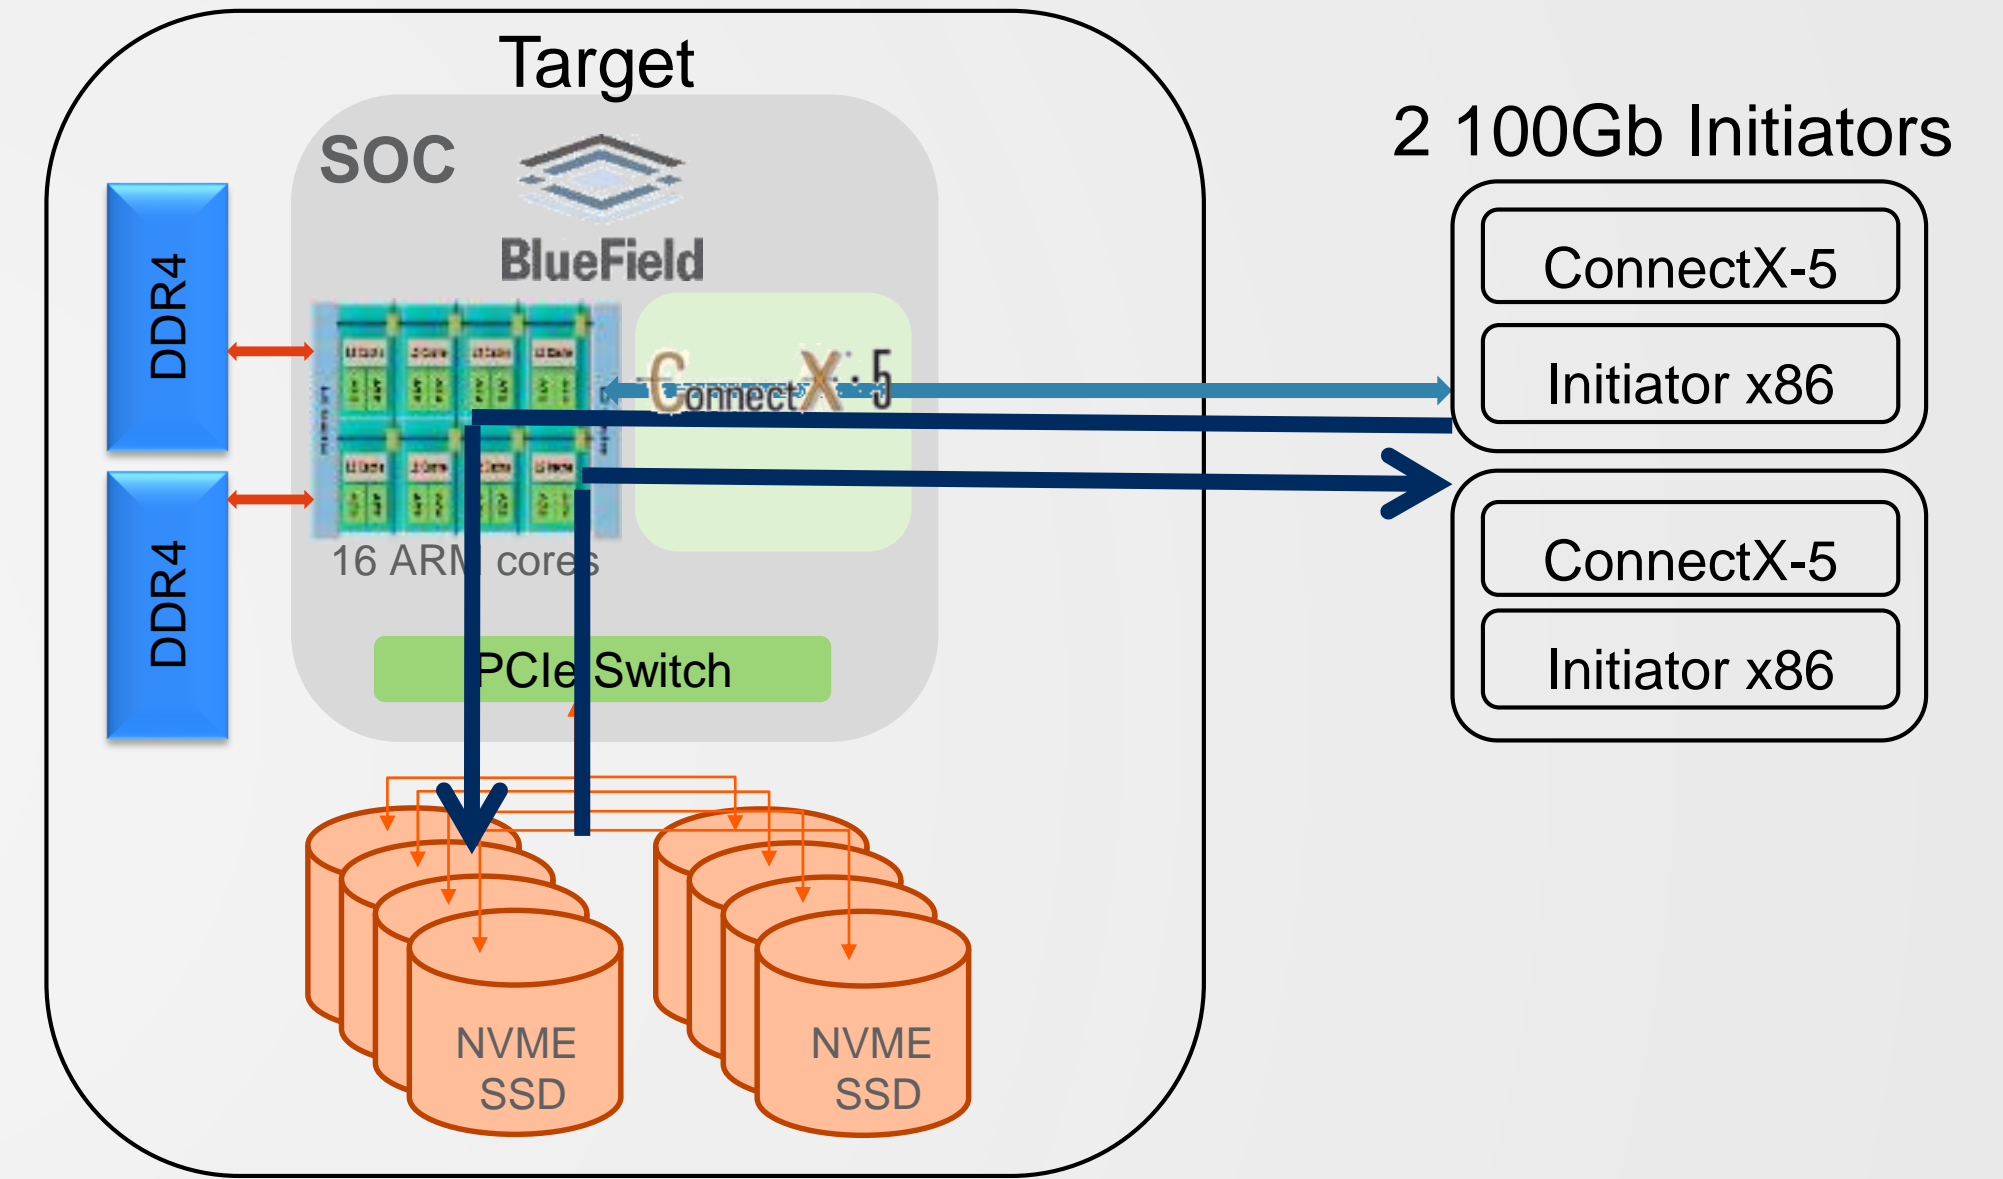 Target
SOC
BlueField
DDR4
DDR4
ConnectX·5
16 ARM cores
PCIe Switch
NVME
SSD
NVME
SSD
2 100Gb Initiators
ConnectX-5
Initiator x86
ConnectX-5
Initiator x86